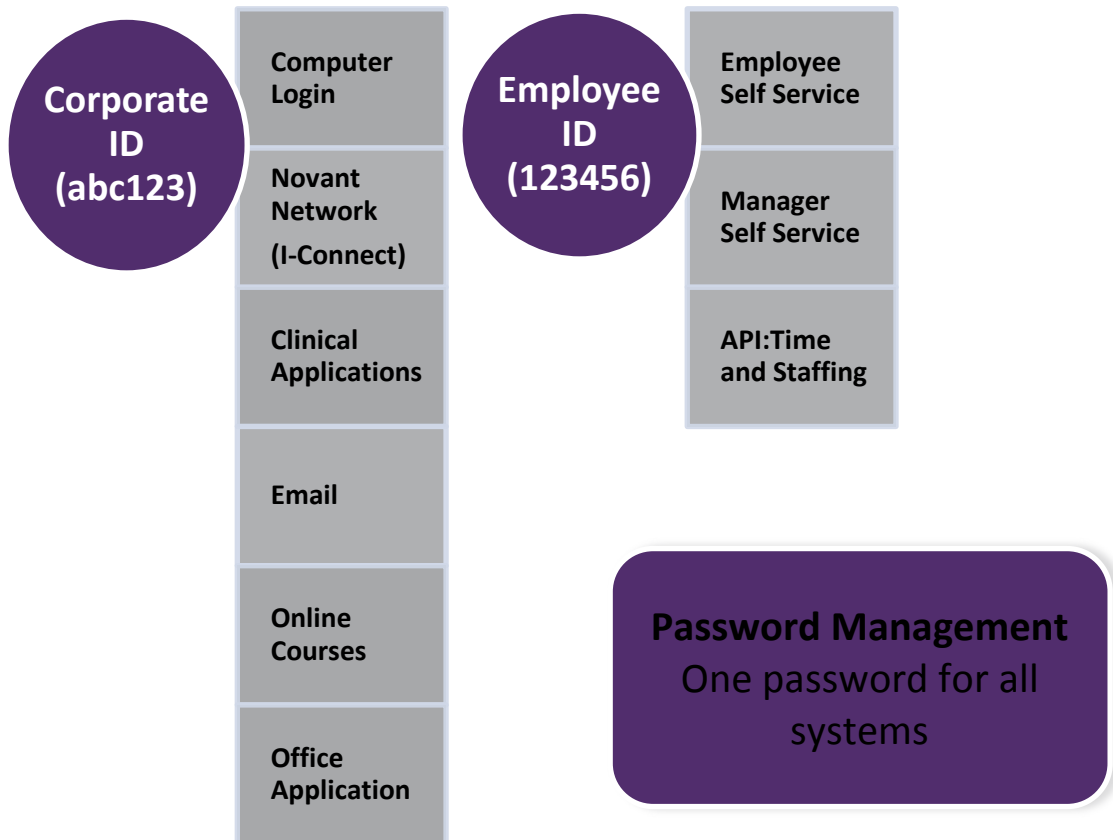 Corporate
ID
(abc123)
Computer
Login
Novant
Network
(I-Connect)
Clinical
Applications
Email
Online
Courses
Office
Application
Employee
ID
(123456)
Employee
Self Service
Manager
Self Service
API:Time
and Staffing
Password Management
One password for all
systems